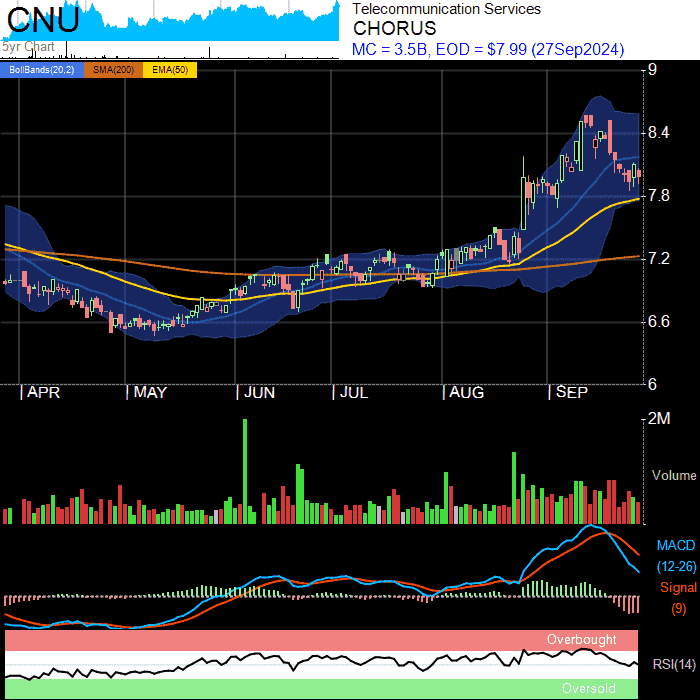 CNU
5yr Chart
Telecommunication Services
CHORUS
MC = 3.5B, EOD = $7.99 (27Sep2024)
BollBands(20,2) SMA(200) EMA(50)
9
8.4
7.8
7.2
6.6
6
APR MAY JUN JUL AUG SEP
2M
Volume
MACD
(12-26)
Signal
(9)
Overbought
RSI(14)
Oversold